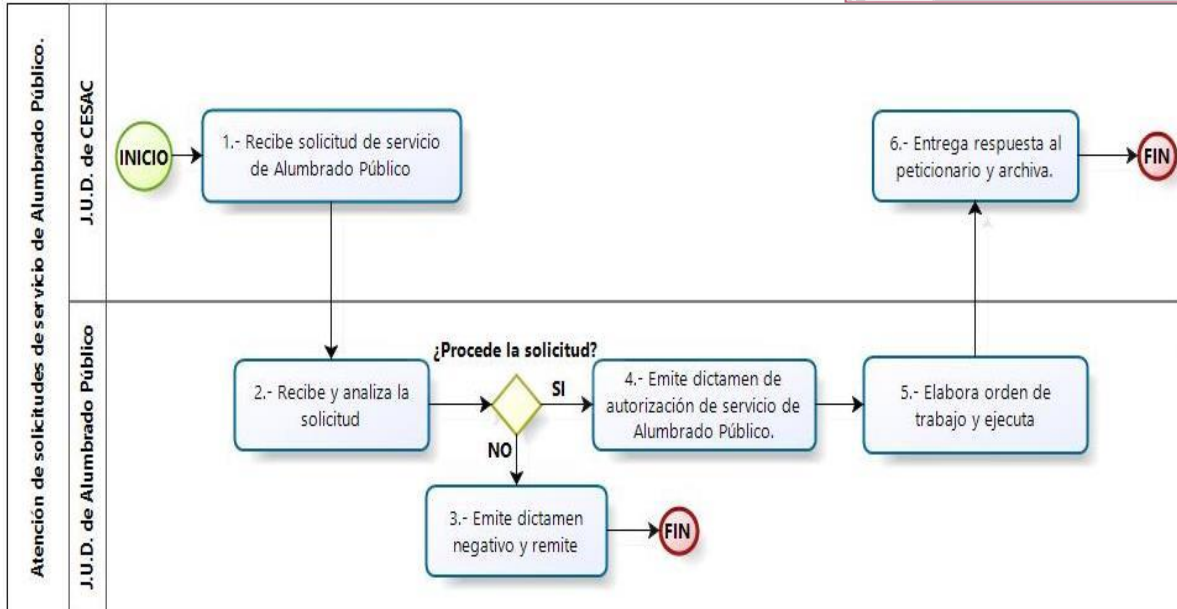 Atención de solicitudes de servicio de Alumbrado Público.
J.U.D. de CESAC
INICIO
1.- Recibe solicitud de servicio
de Alumbrado Público
6.- Entrega respuesta al
peticionario y archiva.
FIN
J.U.D. de Alumbrado Público
2.- Recibe y analiza la
solicitud
¿Procede la solicitud?
SI
NO
4.- Emite dictamen de
autorización de servicio de
Alumbrado Público.
5.- Elabora orden de
trabajo y ejecuta
3.- Emite dictamen
negativo y remite
FIN